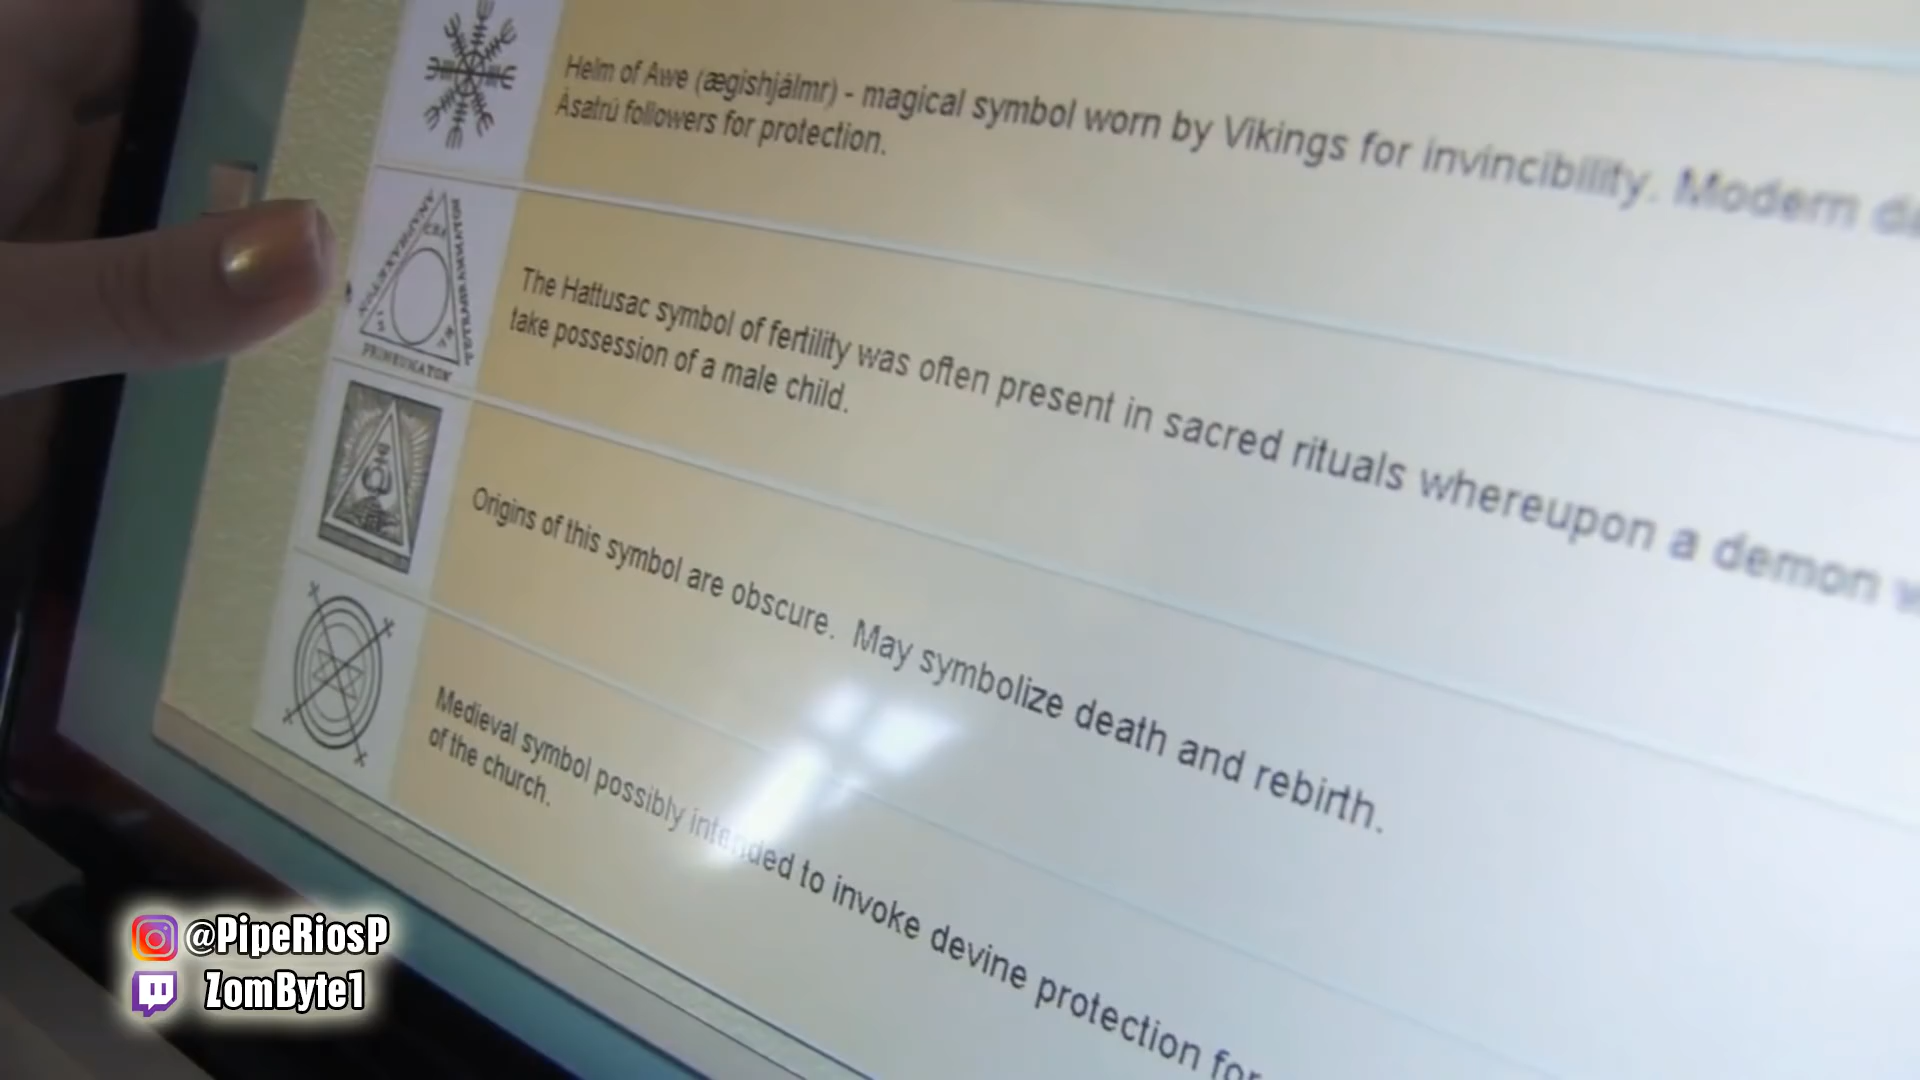 Helm of Awe (ægishjálmr) - magical symbol worn by Vikings for invincibility. Modern
Ásatrú followers for protection.
The Hattusac symbol of fertility was often present in sacred rituals whereupon a demon
take possession of a male child.
PRIMEUMATON
Origins of this symbol are obscure. May symbolize death and rebirth.
Medieval symbol possibly intended to invoke devine protection for
of the church.
@PipeRiosP
ZomByte1